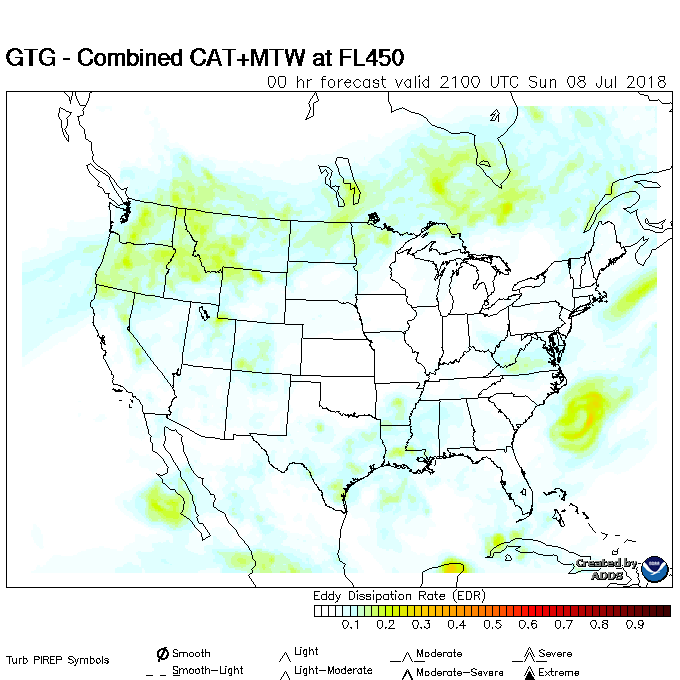 GTG - Combined CAT+MTW at FL450
00 hr forecast valid 2100 UTC Sun 08 Jul 2018
Created by
ADDS
Eddy Dissipation Rate (EDR)
0.1 0.2 0.3 0.4 0.5 0.6 0.7 0.8 0.9
Turb PIREP Symbols
Smooth Light Moderate Severe
Smooth-Light Light-Moderate Moderate-Severe Extreme